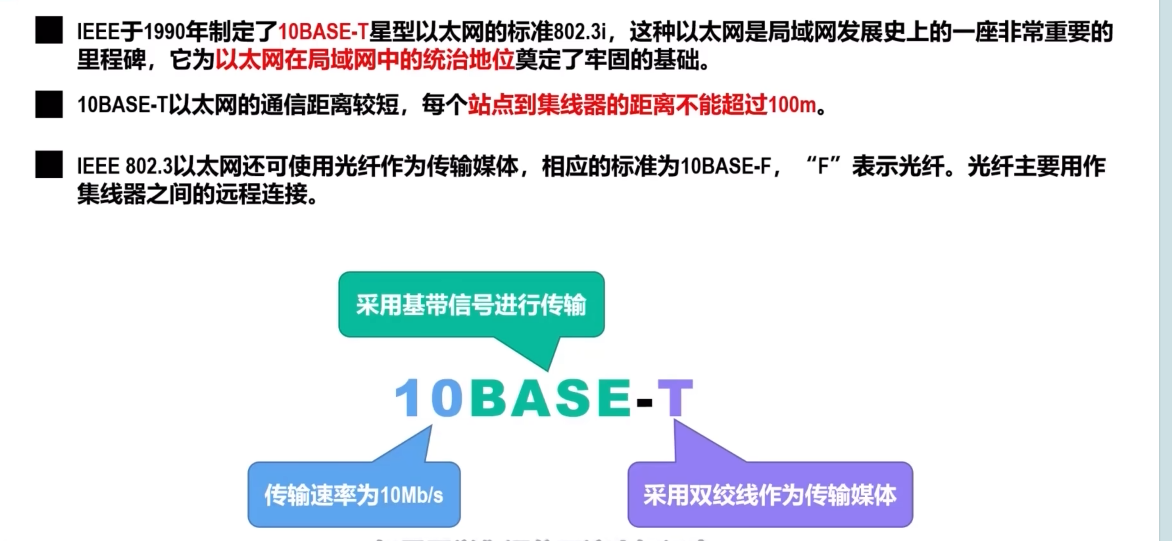 IEEE于1990年制定了10BASE-T星型以太网的标准802.3i，这种以太网是局域网发展史上的一座非常重要的
里程碑，它为以太网在局域网中的统治地位奠定了牢固的基础。
10BASE-T以太网的通信距离较短，每个站点到集线器的距离不能超过100m。
IEEE 802.3以太网还可使用光纤作为传输媒体，相应的标准为10BASE-F，“F”表示光纤。光纤主要用作
集线器之间的远程连接。
采用基带信号进行传输
10BASE-T
传输速率为10Mb/s
采用双绞线作为传输媒体